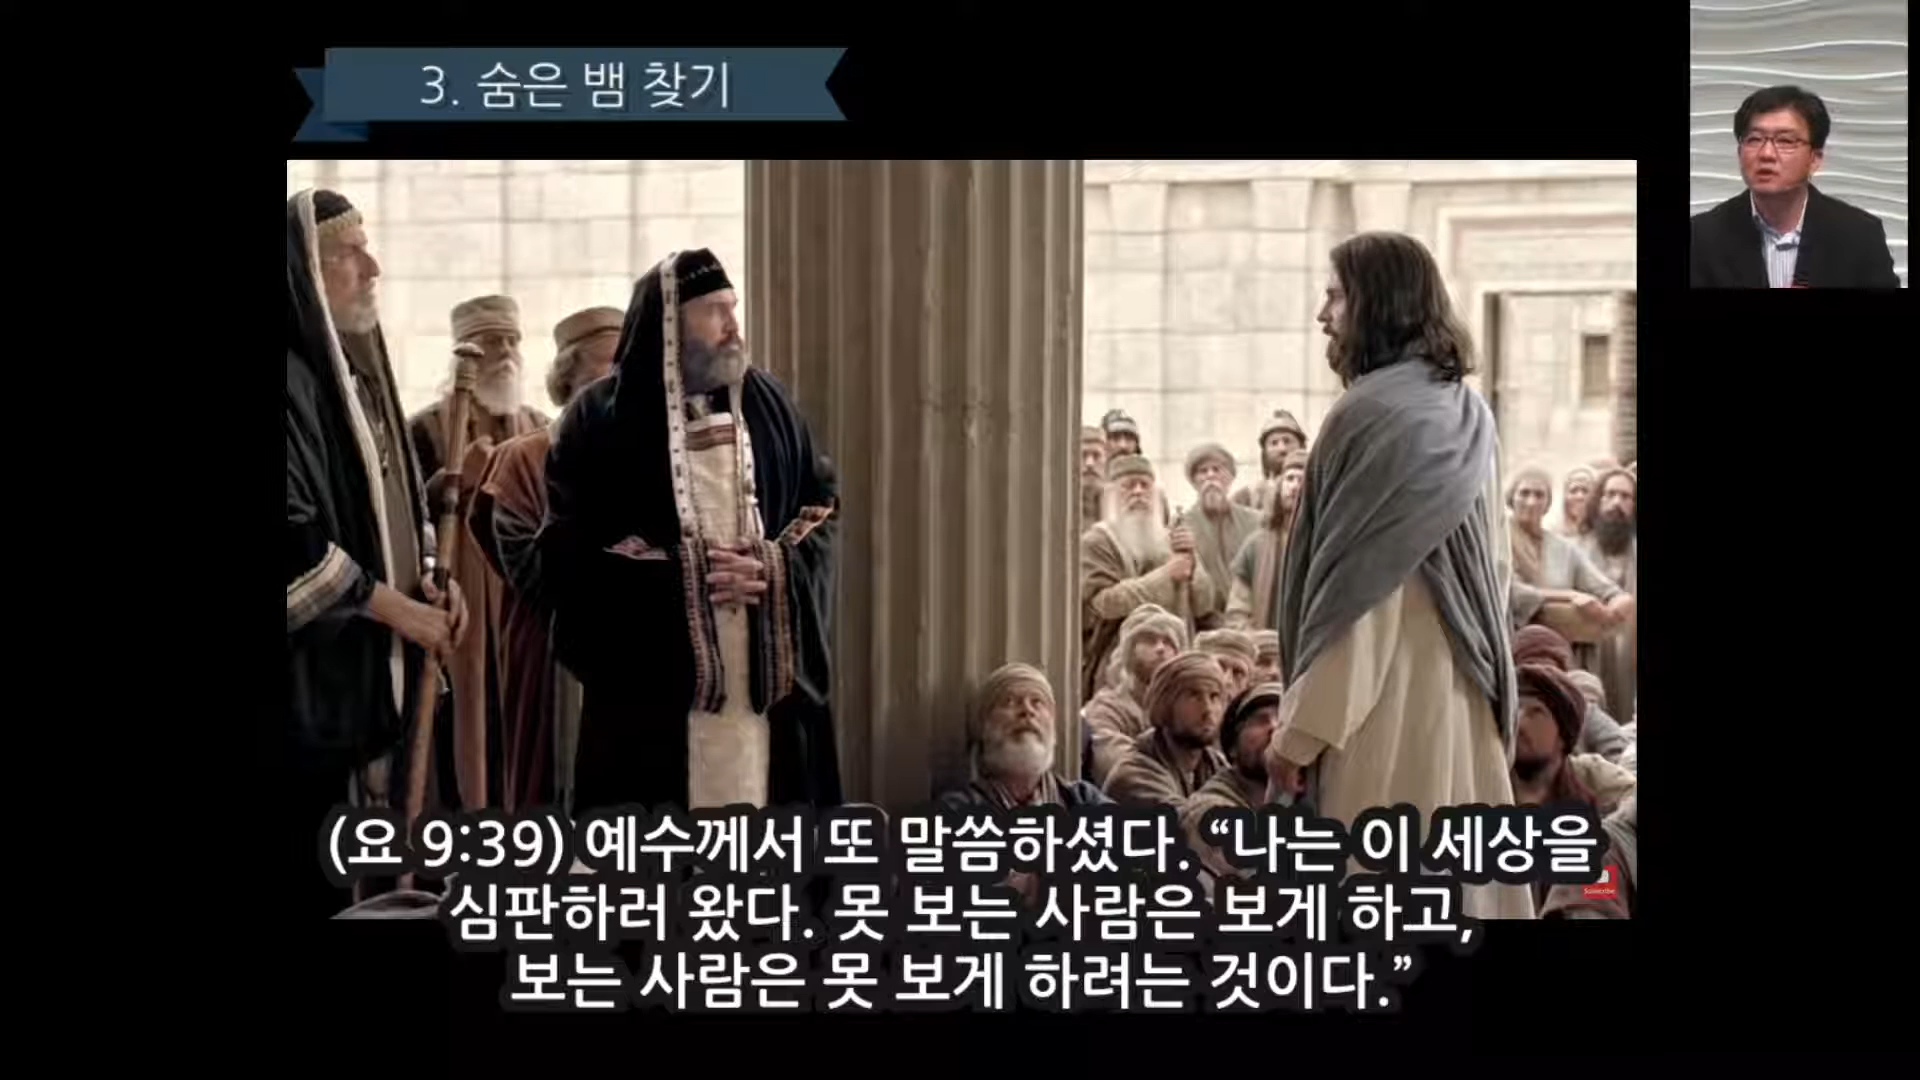 3. 숨은 뱀 찾기
(요 9:39) 예수께서 또 말씀하셨다. “나는 이 세상을
심판하러 왔다. 못 보는 사람은 보게 하고,
보는 사람은 못 보게 하려는 것이다.”
Subscribe